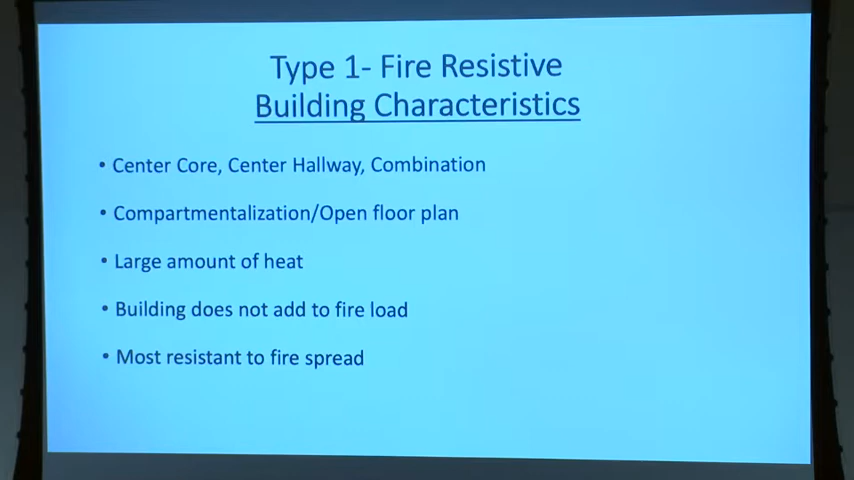 Type 1- Fire Resistive
Building Characteristics
• Center Core, Center Hallway, Combination
• Compartmentalization/Open floor plan
• Large amount of heat
• Building does not add to fire load
• Most resistant to fire spread